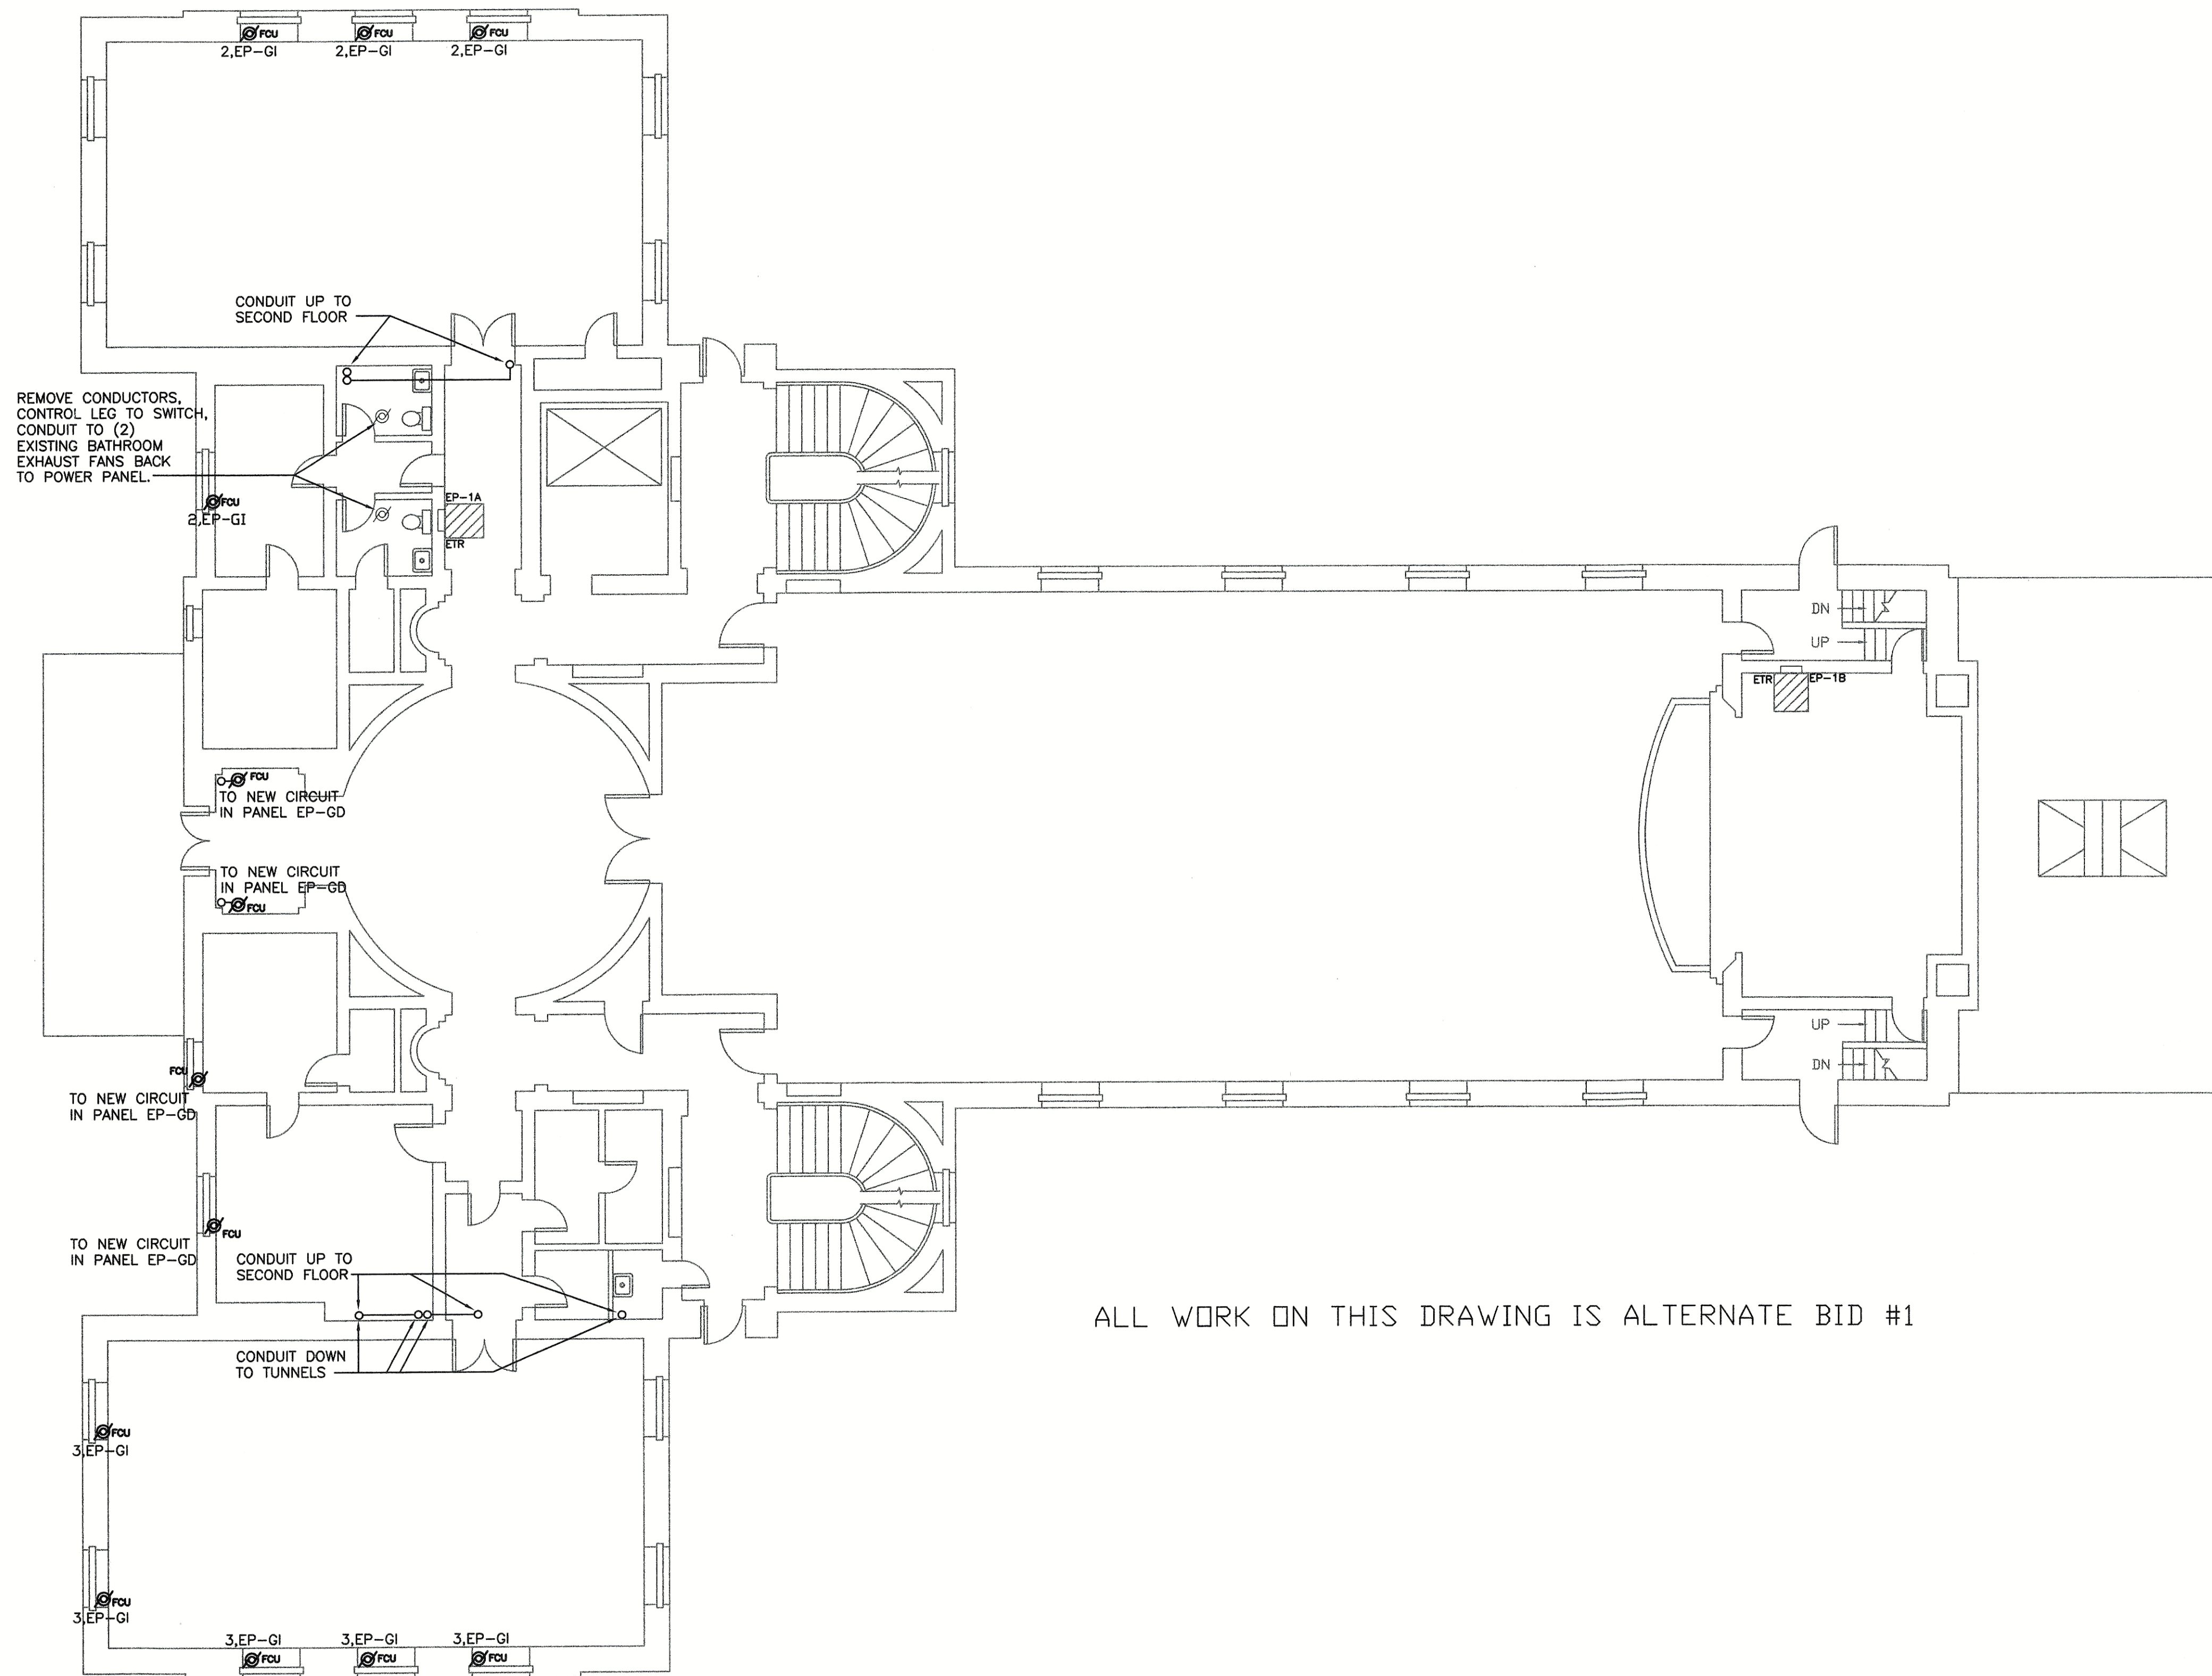 FCU
FCU
FCU
2,EP-GI
2,EP-GI
2,EP-GI
CONDUIT UP TO
SECOND FLOOR
REMOVE CONDUCTORS,
CONTROL LEG TO SWITCH,
CONDUIT TO (2)
EXISTING BATHROOM
EXHAUST FANS BACK
TO POWER PANEL.
FCU
2,EP-GI
EP-1A
ETR
DN
UP
ETR
EP-1B
FCU
TO NEW CIRCUIT
IN PANEL EP-GD
TO NEW CIRCUIT
IN PANEL EP-GD
FCU
UP
DN
FCU
TO NEW CIRCUIT
IN PANEL EP-GD
FCU
TO NEW CIRCUIT
IN PANEL EP-GD
CONDUIT UP TO
SECOND FLOOR
ALL WORK ON THIS DRAWING IS ALTERNATE BID #1
CONDUIT DOWN
TO TUNNELS
FCU
3,EP-GI
FCU
3,EP-GI
3,EP-GI
3,EP-GI
3,EP-GI
FCU
FCU
FCU